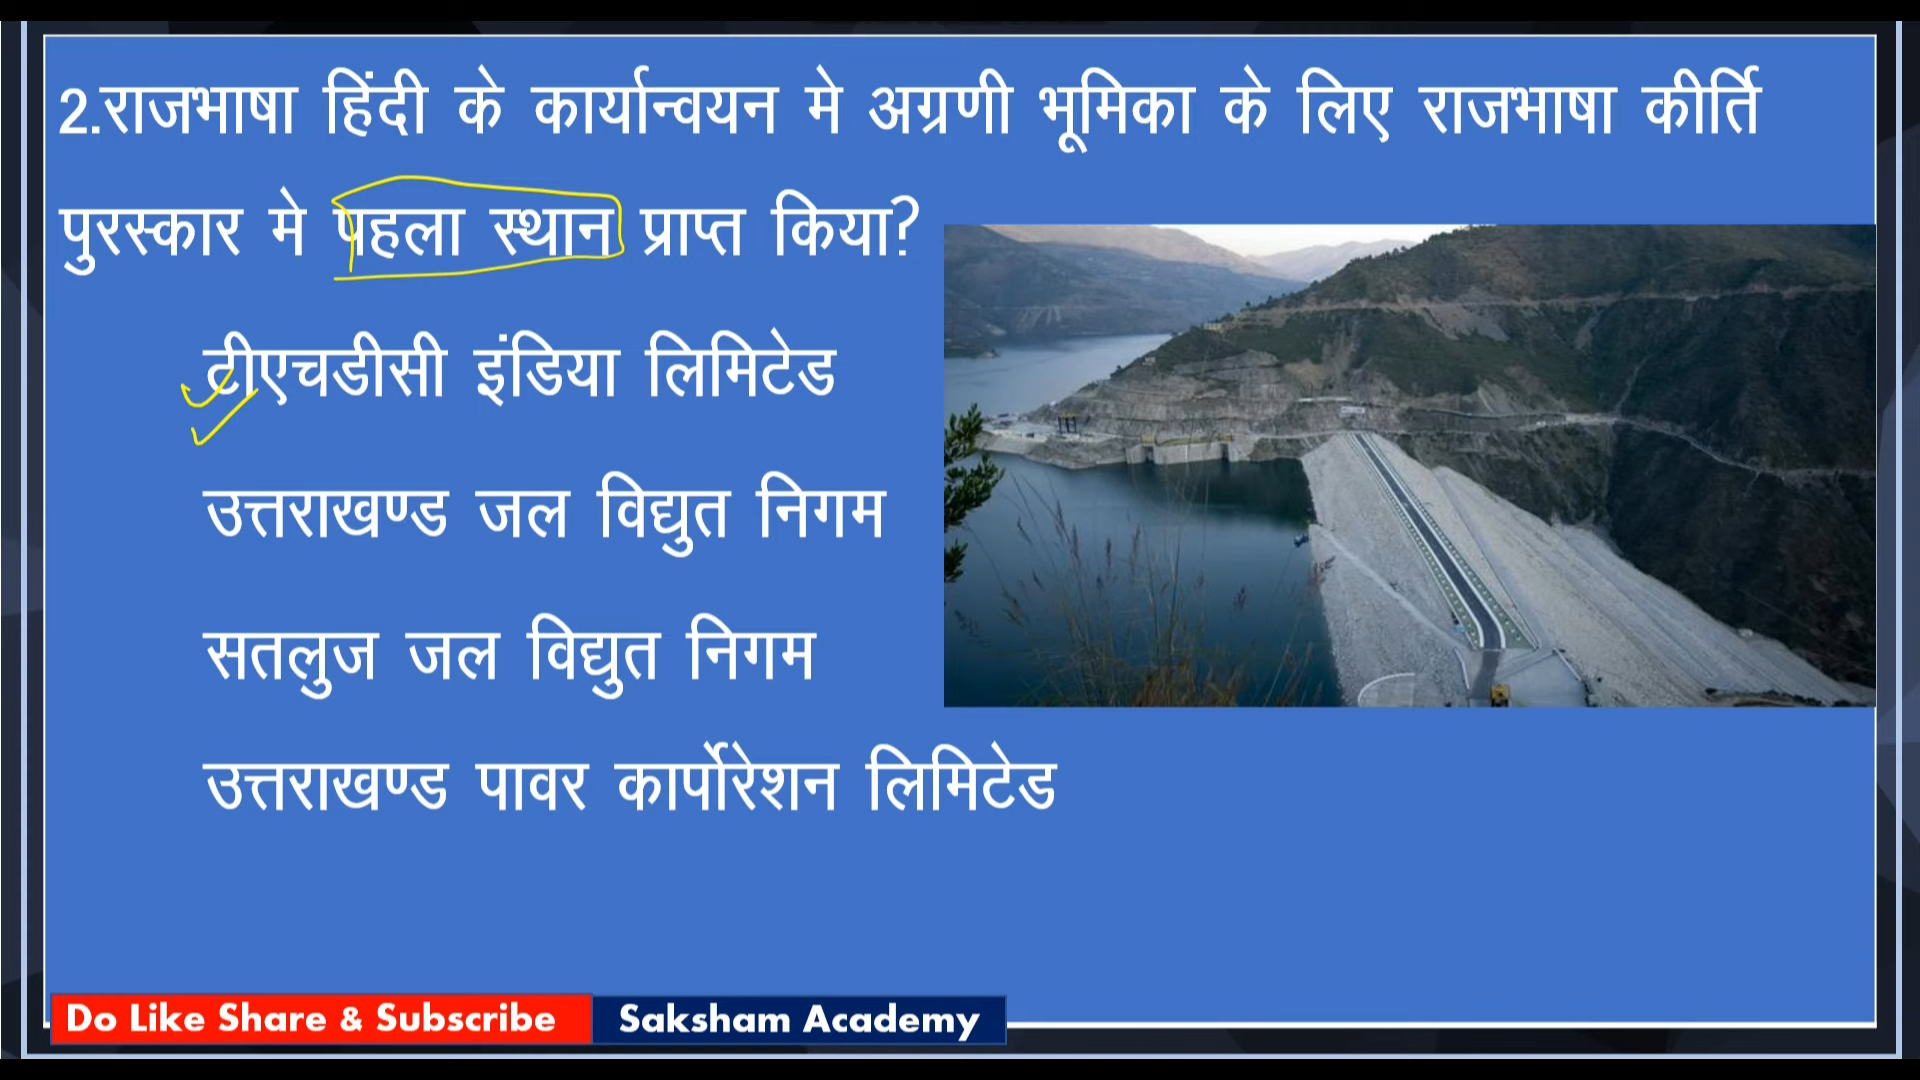 2.राजभाषा हिंदी के कार्यान्वयन मे अग्रणी भूमिका के लिए राजभाषा कीर्ति
पुरस्कार मे पहला स्थान प्राप्त किया?
टीएचडीसी इंडिया लिमिटेड
उत्तराखण्ड जल विद्युत निगम
सतलुज जल विद्युत निगम
उत्तराखण्ड पावर कार्पोरेशन लिमिटेड
Do Like Share & Subscribe Saksham Academy